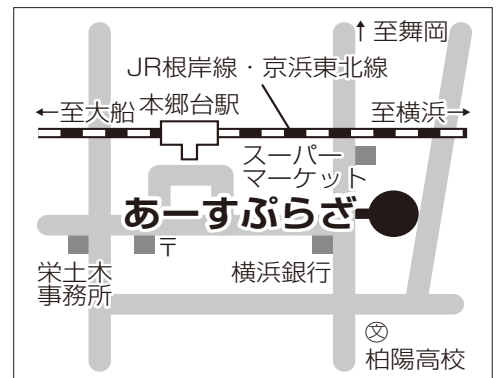 ↑至舞岡
JR根岸線・京浜東北線
←至大船
本郷台駅
至横浜→
スーパー
マーケット
あーすぷらざ
〒
栄土木
事務所
横浜銀行
文
柏陽高校